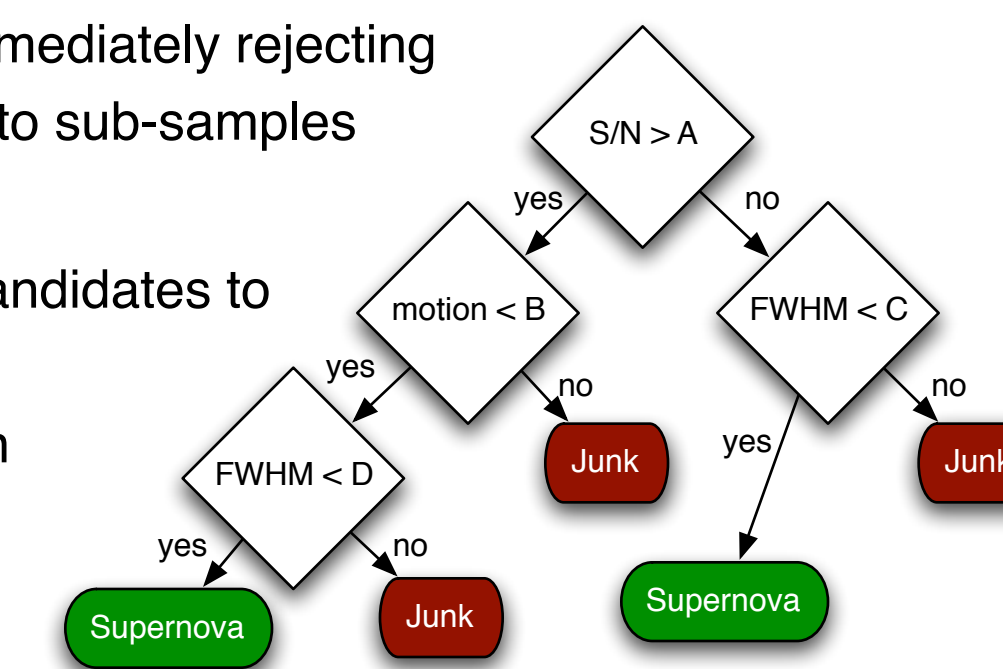 mediately rejecting
to sub-samples
andidates to
S/N > A
yes
no
motion < B
FWHM < C
yes
no
no
yes
FWHM < D
Junk
Junk
yes
no
Supernova
Junk
Supernova